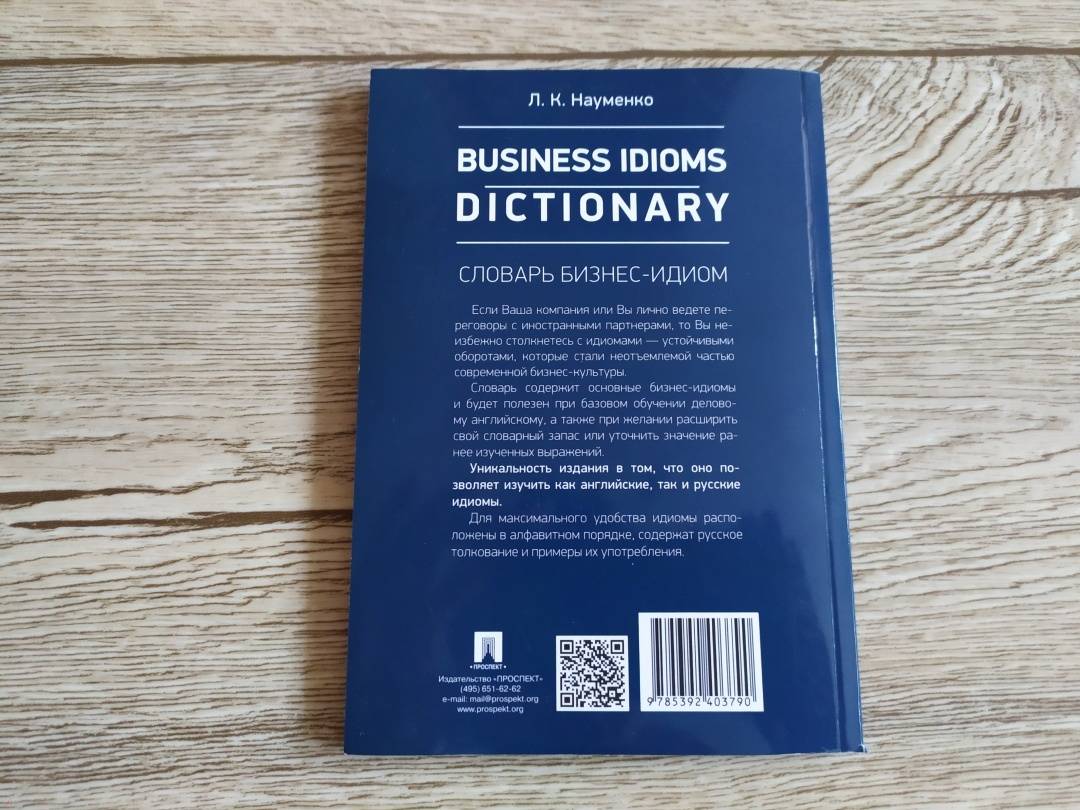 Л. К. Науменко
BUSINESS IDIOMS
DICTIONARY
СЛОВАРЬ БИЗНЕС-ИДИОМ
Если Ваша компания или Вы лично ведете пе-
реговоры с иностранными партнерами, то Вы не-
избежно столкнетесь с идиомами — устойчивыми
оборотами, которые стали неотъемлемой частью
современной бизнес-культуры.
Словарь содержит основные бизнес-идиомы
и будет полезен при базовом обучении делово-
му английскому, а также при желании расширить
свой словарный запас или уточнить значение ра-
нее изученных выражений.
Уникальность издания в том, что оно по-
зволяет изучить как английские, так и русские
идиомы.
Для максимального удобства идиомы распо-
ложены в алфавитном порядке, содержат русское
толкование и примеры их употребления.
• ПРОСПЕКТ •
Издательство «ПРОСПЕКТ»
(495) 651-62-62
e-mail: mail@prospekt.org
www.prospekt.org
9 785392 403790